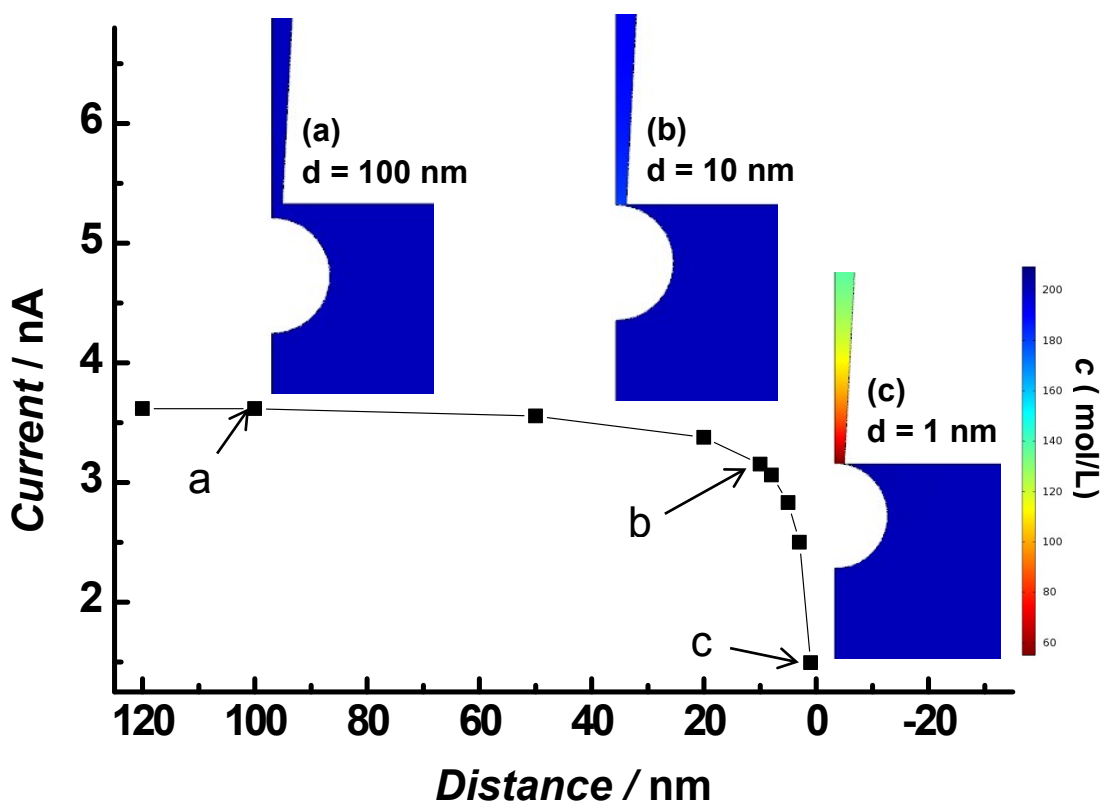 6
5
4
3
2
Current / nA
(a)
d = 100 nm
(b)
d = 10 nm
(c)
d = 1 nm
a
b
c
200
180
160
140
120
100
80
60
c ( mol/L)
120 100 80 60 40 20 0 -20
Distance / nm